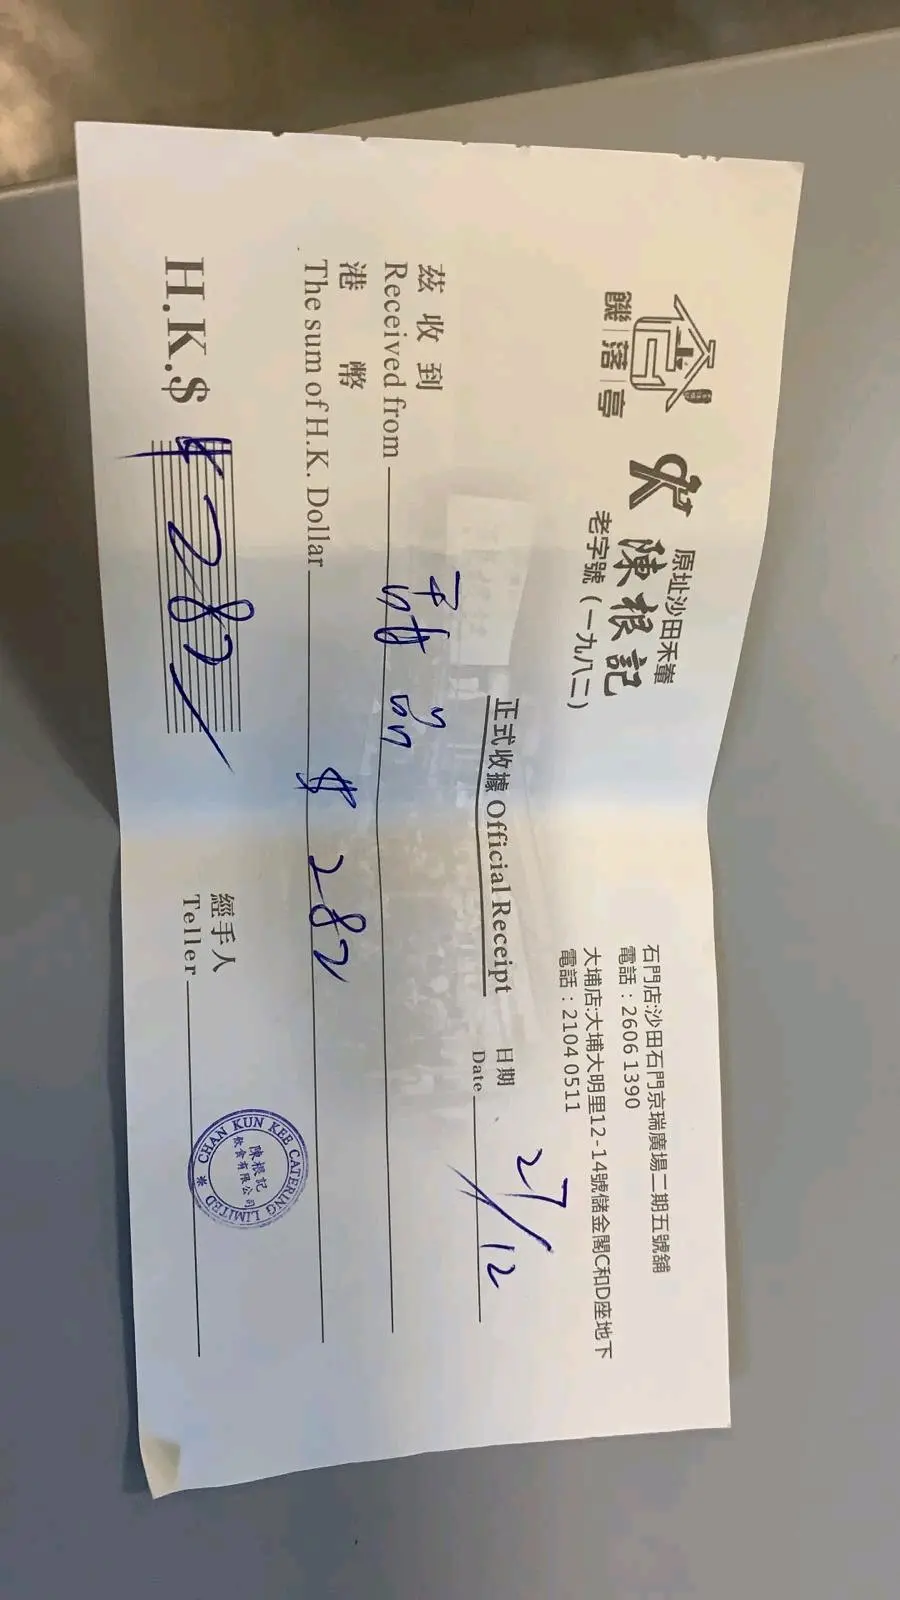 饑落亭
原址沙田禾輋
陳根記
老字號(一九八二)
石門店:沙田石門京瑞廣場二期五號舖
電話：2606 1390
大埔店:大埔大明里12-14號儲金閣C和D座地下
電話：2104 0511
正式收據 Official Receipt
日期
Date 27/12
茲收到
Received from
港幣
The sum of H.K. Dollar $ 282
H.K.$ $ 282
經手人
Teller
CHAN KUN KEE CATERING LIMITED
陳根記
飲食有限公司